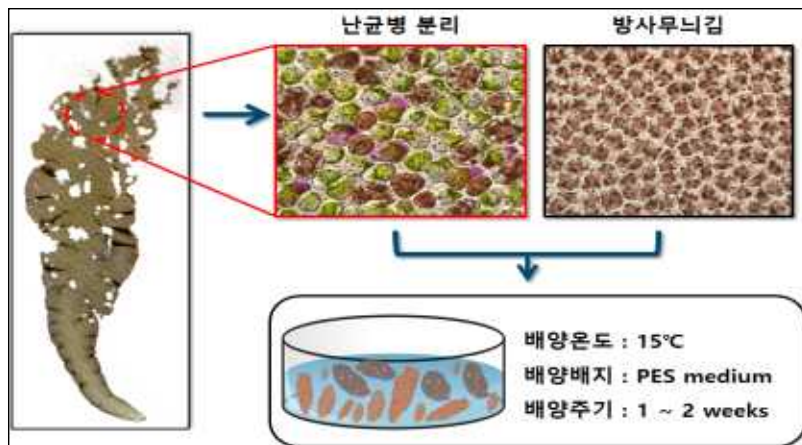 난균병 분리
방사무늬김
배양온도 : 15℃
배양배지 : PES medium
배양주기 : 1 ~ 2 weeks